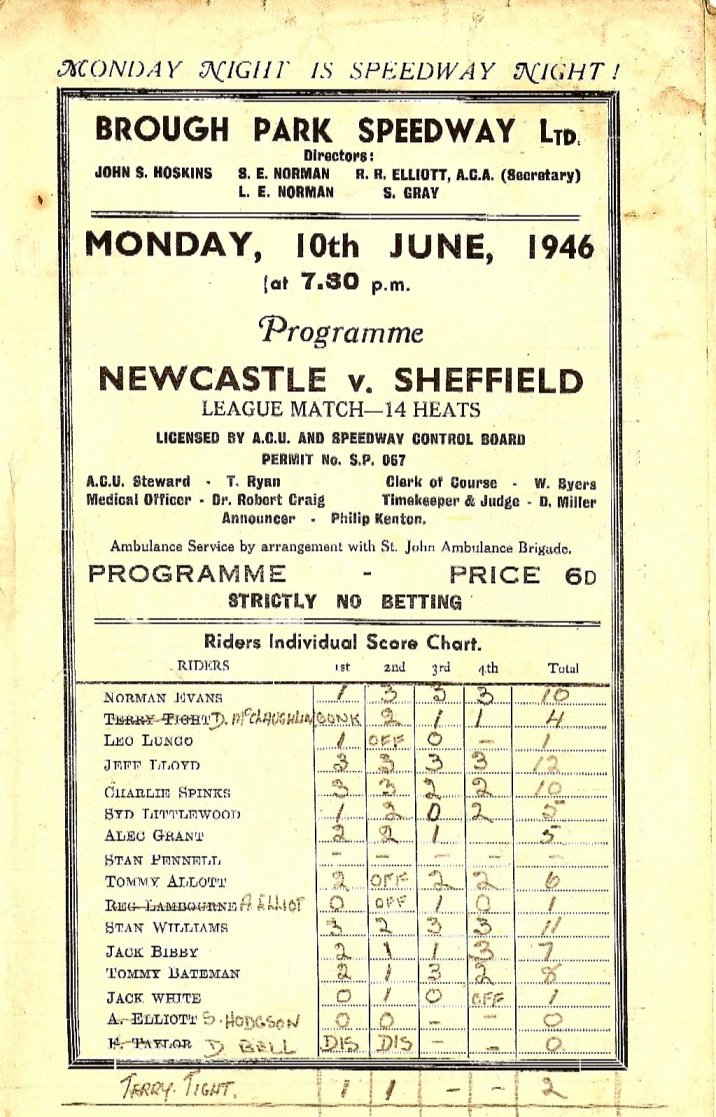 MONDAY NIGHT IS SPEEDWAY NIGHT!
BROUGH PARK SPEEDWAY LTD.
Directors:
JOHN S. HOSKINS S. E. NORMAN R. R. ELLIOTT, A.C.A. (Secretary)
L. E. NORMAN S. GRAY
MONDAY, 10th JUNE, 1946
(at 7.30 p.m.
Programme
NEWCASTLE v. SHEFFIELD
LEAGUE MATCH—14 HEATS
LICENSED BY A.C.U. AND SPEEDWAY CONTROL BOARD
PERMIT No. S.P. 067
A.C.U. Steward - T. Ryan Clerk of Course - W. Byers
Medical Officer - Dr. Robert Craig Timekeeper & Judge - D. Miller
Announcer - Philip Kenton.
Ambulance Service by arrangement with St. John Ambulance Brigade.
PROGRAMME - PRICE 6D
STRICTLY NO BETTING
Riders Individual Score Chart.
RIDERS 1st 2nd 3rd 4th Total
NORMAN EVANS 1 3 3 3 10
TERRY TIGHT D. McCLAUGHLIN CONK 2 1 1 4
LEO LUNGO 1 OFF 0 - 1
JEFF LLOYD 3 3 3 3 12
CHARLIE SPINKS 3 3 2 2 10
SYD LITTLEWOOD 1 2 0 2 5
ALEC GRANT 2 2 1 5
STAN PENNELL - - - - -
TOMMY ALLOTT 2 OFF 2 2 6
REG LAMBOURNE A ELLIOT 0 OFF 1 0 1
STAN WILLIAMS 3 2 3 3 11
JACK BIBBY 2 1 1 3 7
TOMMY BATEMAN 2 1 3 2 8
JACK WHITE 0 1 0 OFF 1
A. ELLIOTT S. HODGSON 0 0 - - 0
TAYLOR D BELL DIS DIS - - 0
TERRY TIGHT. 1 1 - - 2